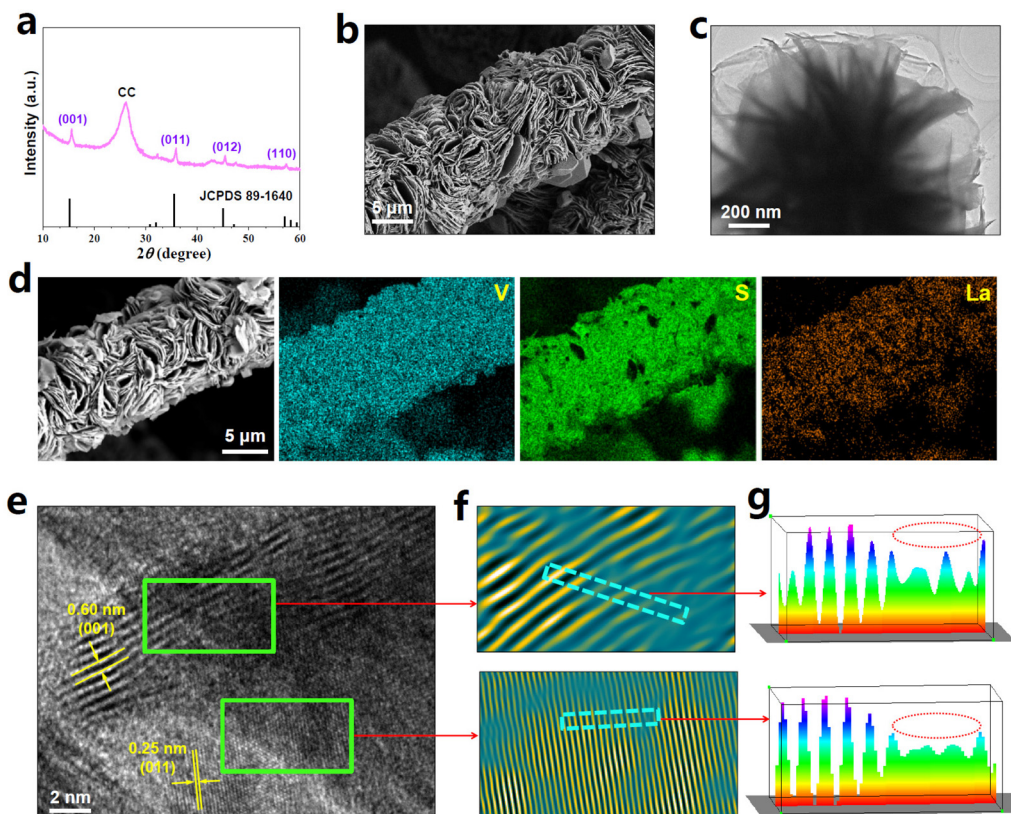 a
Intensity (a.u.)
CC
(001)
(011)
(012)
(110)
JCPDS 89-1640
10 20 30 40 50 60
2θ (degree)
b
5 μm
c
200 nm
d
5 μm
V
S
La
e
0.60 nm
(001)
0.25 nm
(011)
2 nm
f
g